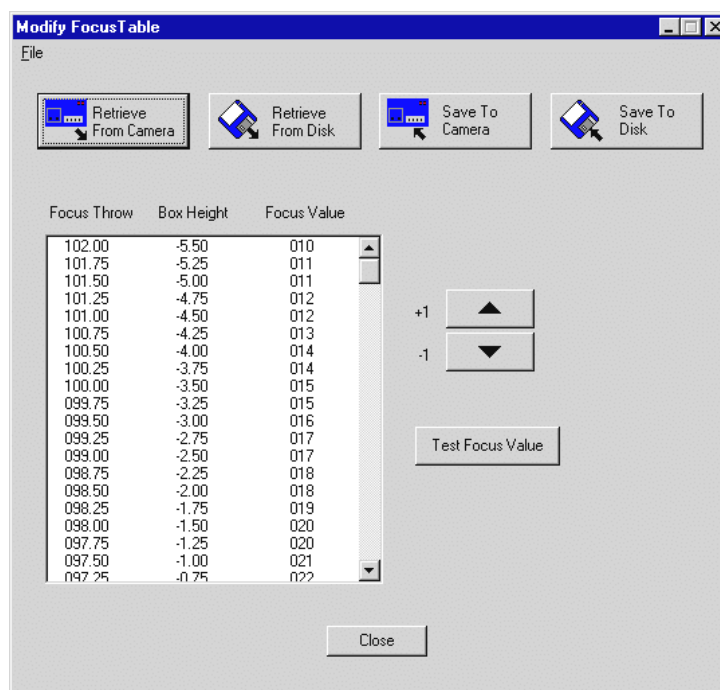 Modify FocusTable
File
Retrieve
From Camera
Retrieve
From Disk
Save To
Camera
Save To
Disk
Focus Throw Box Height Focus Value
102.00 -5.50 010
101.75 -5.25 011
101.50 -5.00 011
101.25 -4.75 012
101.00 -4.50 012
100.75 -4.25 013
100.50 -4.00 014
100.25 -3.75 014
100.00 -3.50 015
099.75 -3.25 015
099.50 -3.00 016
099.25 -2.75 017
099.00 -2.50 017
098.75 -2.25 018
098.50 -2.00 018
098.25 -1.75 019
098.00 -1.50 020
097.75 -1.25 020
097.50 -1.00 021
097.25 -0.75 022
+1
-1
Test Focus Value
Close